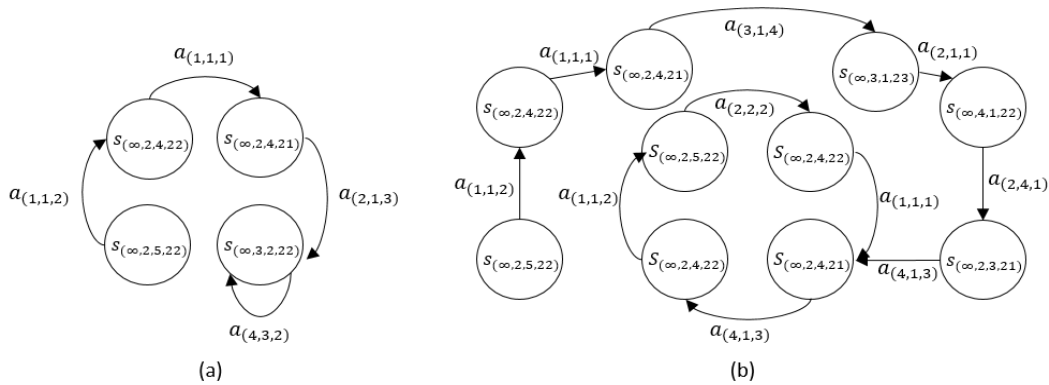 a(1,1,1)
s(∞,2,4,22)
s(∞,2,4,21)
a(1,1,2)
a(2,1,3)
s(∞,2,5,22)
s(∞,3,2,22)
a(4,3,2)
(a)
a(3,1,4)
a(1,1,1)
s(∞,2,4,21)
s(∞,3,1,23)
a(2,1,1)
s(∞,2,4,22)
s(∞,4,1,22)
a(2,2,2)
S(∞,2,5,22)
S(∞,2,4,22)
a(1,1,2)
a(1,1,2)
a(1,1,1)
a(2,4,1)
s(∞,2,5,22)
S(∞,2,4,22)
S(∞,2,4,21)
a(4,1,3)
s(∞,2,3,21)
a(4,1,3)
(b)